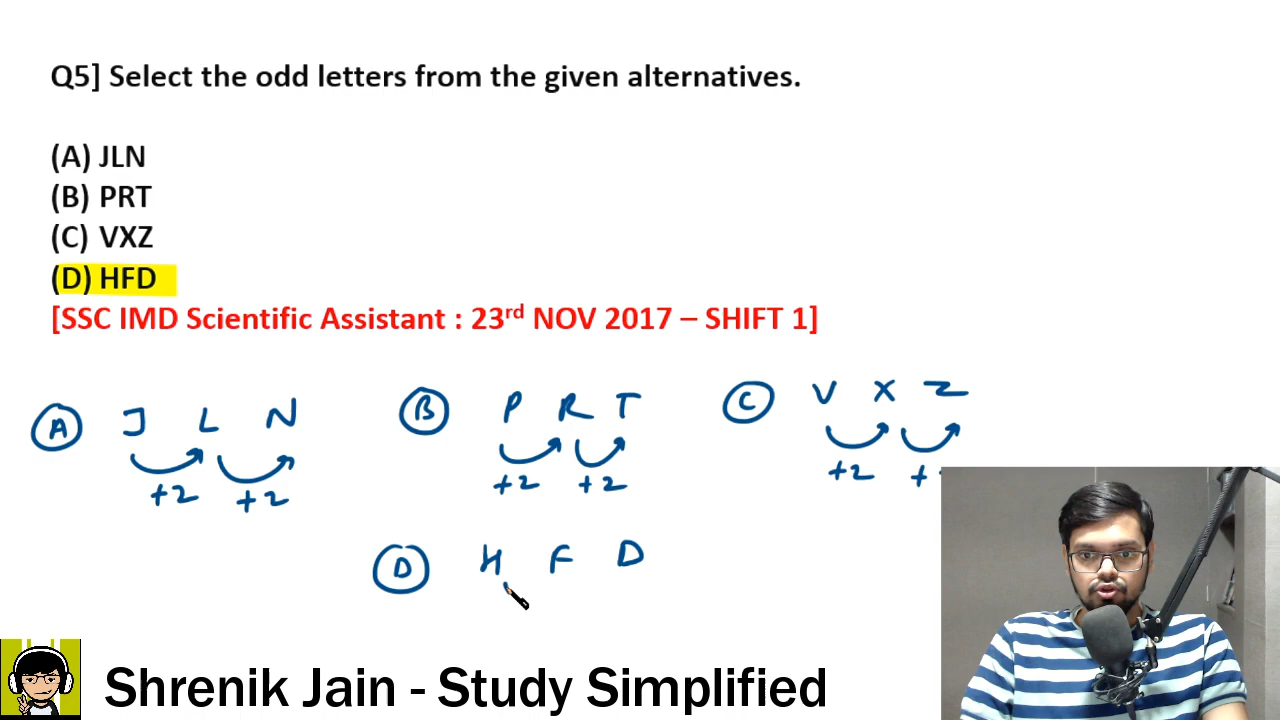 Q5] Select the odd letters from the given alternatives.
(A) JLN
(B) PRT
(C) VXZ
(D) HFD
[SSC IMD Scientific Assistant : 23rd NOV 2017 – SHIFT 1]
A J L N B P R T C V X Z
+2 +2 +2 +2 +2 +
D H F D
Shrenik Jain - Study Simplified